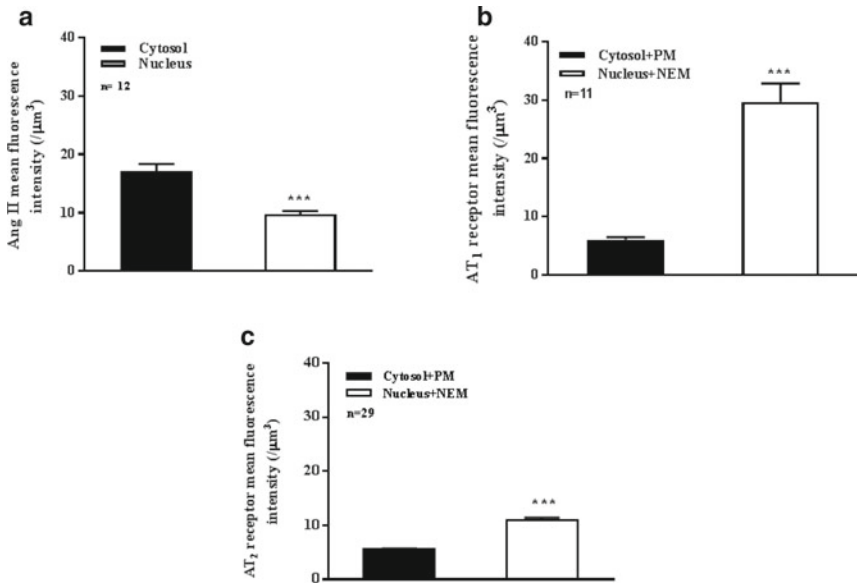 a
Ang II mean fluorescence
intensity (/μm³)
40
30
20
10
0
Cytosol
Nucleus
n= 12
***
b
AT₁ receptor mean fluorescence
intensity (/μm³)
40
30
20
10
0
Cytosol+PM
Nucleus+NEM
n=11
***
c
AT₂ receptor mean fluorescence
intensity (/μm³)
40
30
20
10
0
Cytosol+PM
Nucleus+NEM
n=29
***